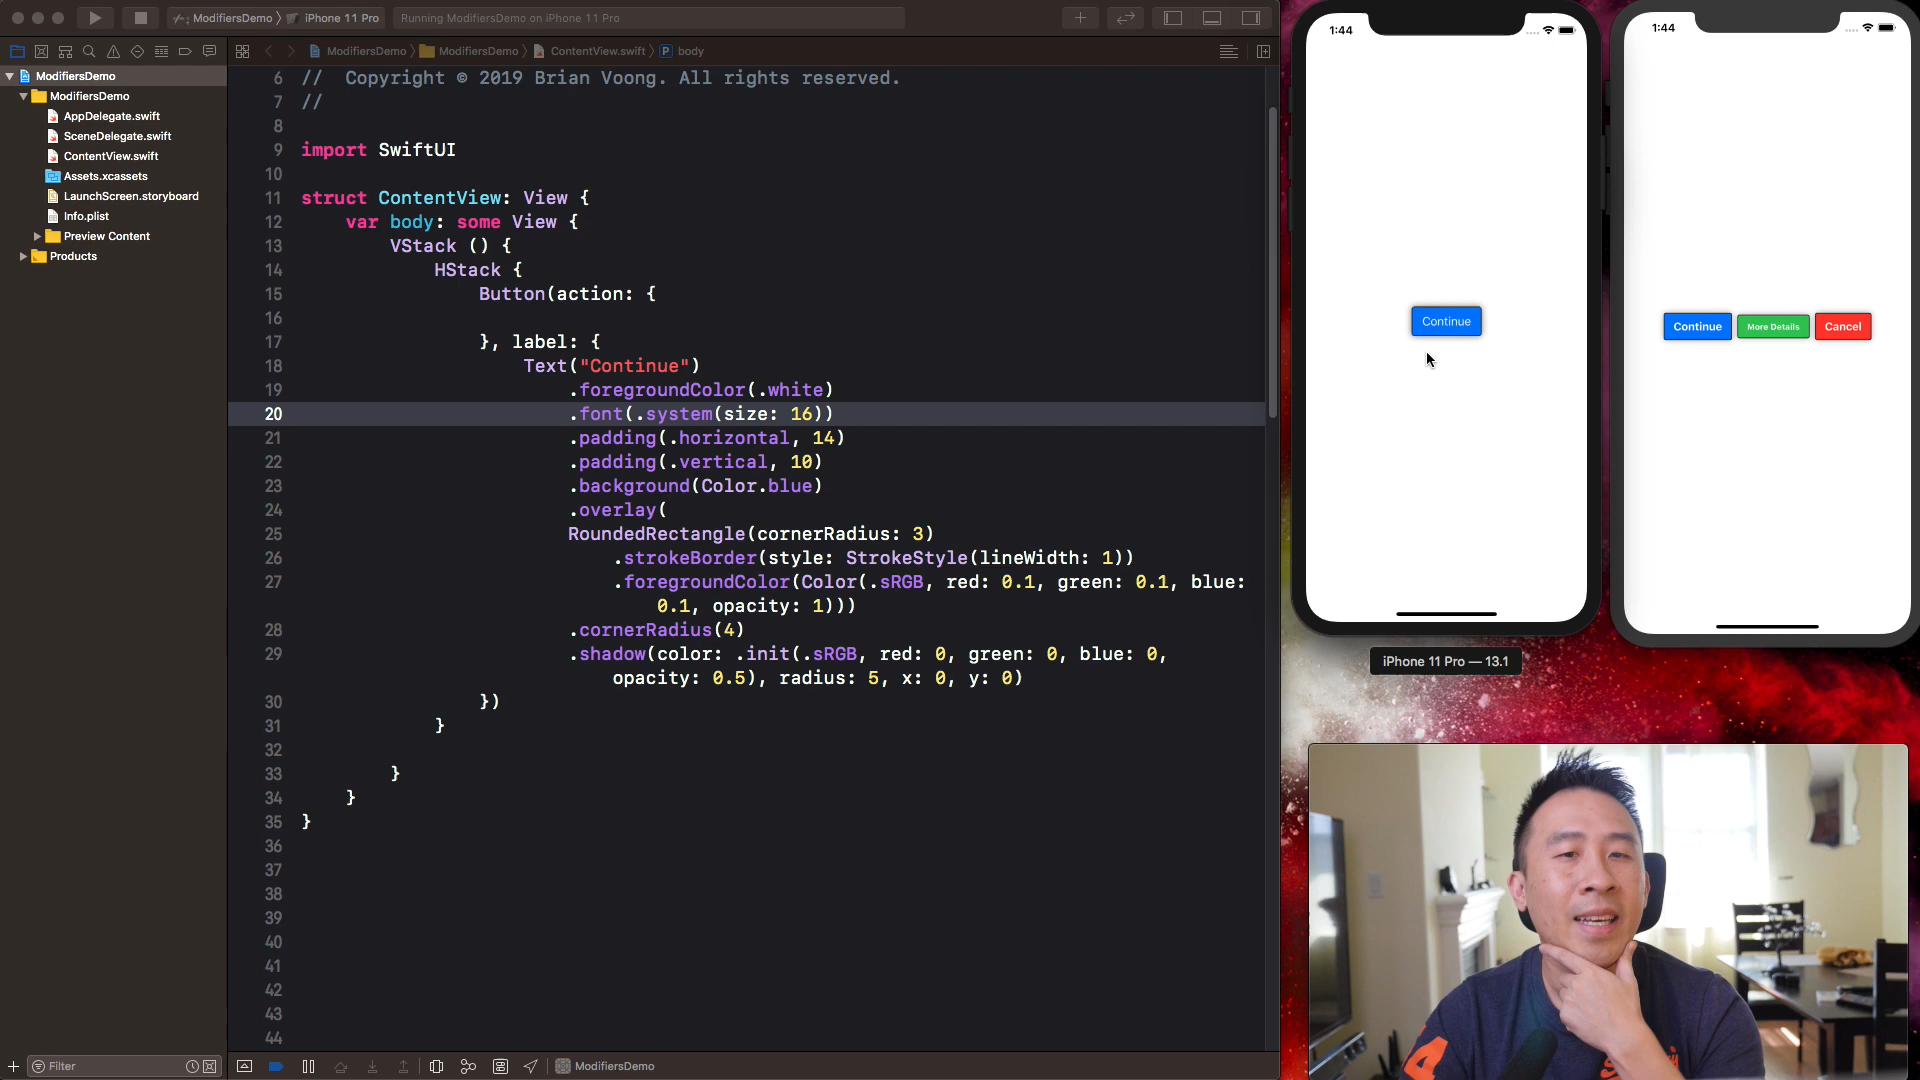 ModifiersDemo
iPhone 11 Pro
Running ModifiersDemo on iPhone 11 Pro
ModifiersDemo
ModifiersDemo
ContentView.swift
P
body
ModifiersDemo
ModifiersDemo
AppDelegate.swift
SceneDelegate.swift
ContentView.swift
Assets.xcassets
LaunchScreen.storyboard
Info.plist
Preview Content
Products
6 //  Copyright © 2019 Brian Voong. All rights reserved.
7 //
8
9 import SwiftUI
10
11 struct ContentView: View {
12 var body: some View {
13 VStack () {
14 HStack {
15 Button(action: {
16
17 }, label: {
18 Text("Continue")
19 .foregroundColor(.white)
20 .font(.system(size: 16))
21 .padding(.horizontal, 14)
22 .padding(.vertical, 10)
23 .background(Color.blue)
24 .overlay(
25 RoundedRectangle(cornerRadius: 3)
26 .strokeBorder(style: StrokeStyle(lineWidth: 1))
27 .foregroundColor(Color(.sRGB, red: 0.1, green: 0.1, blue:
0.1, opacity: 1)))
28 .cornerRadius(4)
29 .shadow(color: .init(.sRGB, red: 0, green: 0, blue: 0,
opacity: 0.5), radius: 5, x: 0, y: 0)
30 })
31 }
32
33 }
34 }
35 }
36
37
38
39
40
41
42
43
44
Filter
ModifiersDemo
1:44
Continue
iPhone 11 Pro — 13.1
1:44
Continue
More Details
Cancel